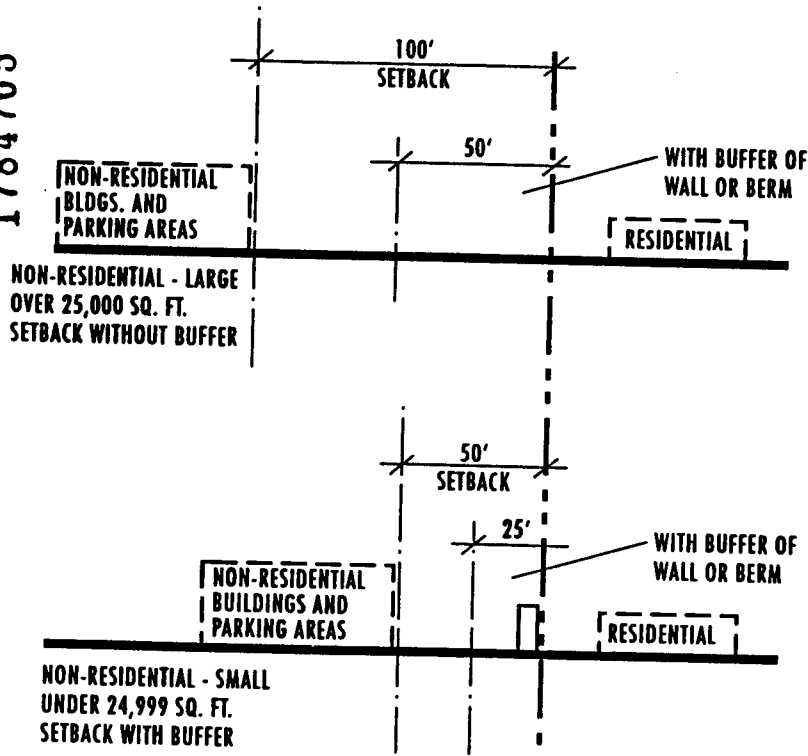 100'
SETBACK
50'
WITH BUFFER OF
WALL OR BERM
NON-RESIDENTIAL
BLDGS. AND
PARKING AREAS
RESIDENTIAL
NON-RESIDENTIAL - LARGE
OVER 25,000 SQ. FT.
SETBACK WITHOUT BUFFER
50'
SETBACK
25'
WITH BUFFER OF
WALL OR BERM
NON-RESIDENTIAL
BUILDINGS AND
PARKING AREAS
RESIDENTIAL
NON-RESIDENTIAL - SMALL
UNDER 24,999 SQ. FT.
SETBACK WITH BUFFER